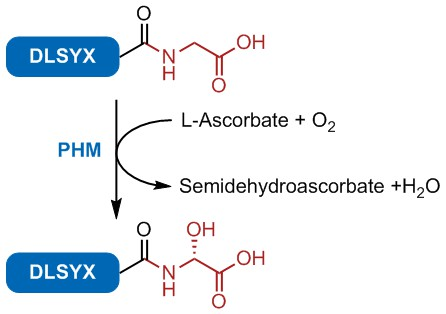 O
DLSYX
N
H
OH
O
L-Ascorbate + O2
PHM
Semidehydroascorbate +H2O
O
OH
DLSYX
N
H
OH
O